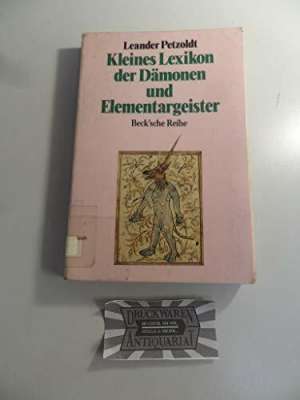 Leander Petzoldt
Kleines Lexikon
der Dämonen
und
Elementargeister
Beck'sche Reihe
DRUCKWAREN
ANTIQUARIAT